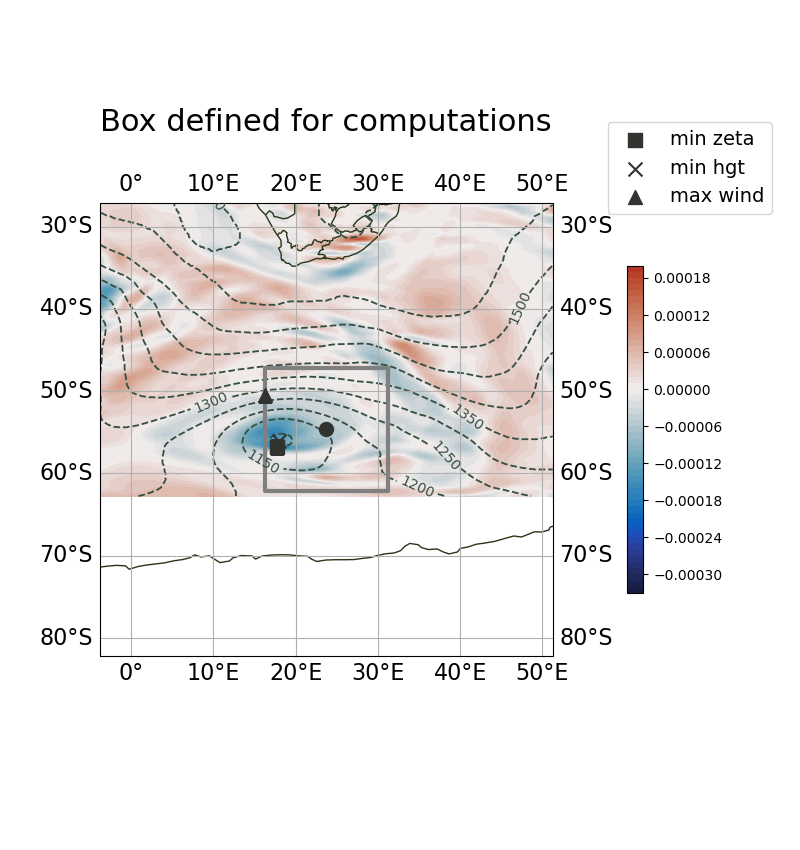 Box defined for computations
min zeta
min hgt
max wind
0° 10°E 20°E 30°E 40°E 50°E
30°S 30°S
40°S 40°S
50°S 50°S
60°S 60°S
70°S 70°S
80°S 80°S
0° 10°E 20°E 30°E 40°E 50°E
1500
1300
1350
1250
1150
1200
0.00018
0.00012
0.00006
0.00000
−0.00006
−0.00012
−0.00018
−0.00024
−0.00030